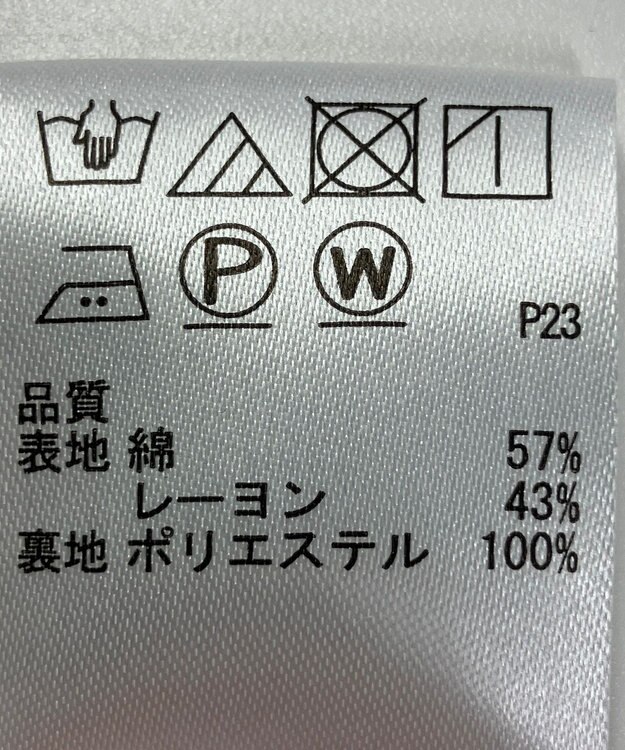 P W
P23
品質
表地 綿 57%
レーヨン 43%
裏地 ポリエステル 100%